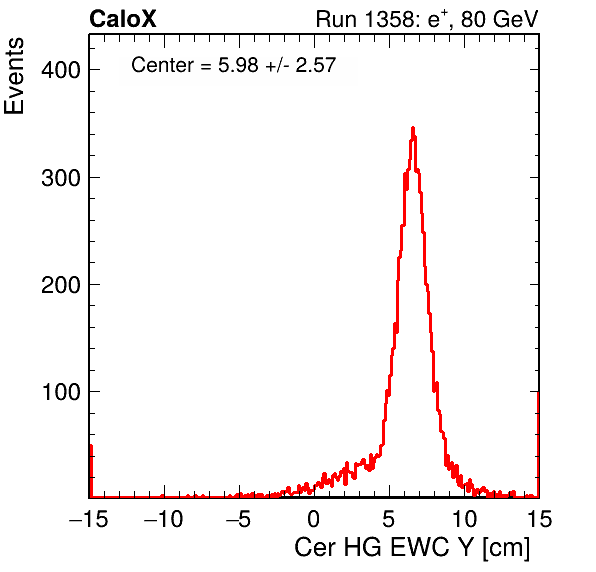 CaloX Run 1358: e⁺, 80 GeV
Center = 5.98 +/- 2.57
Events
400
300
200
100
−15 −10 −5 0 5 10 15
Cer HG EWC Y [cm]